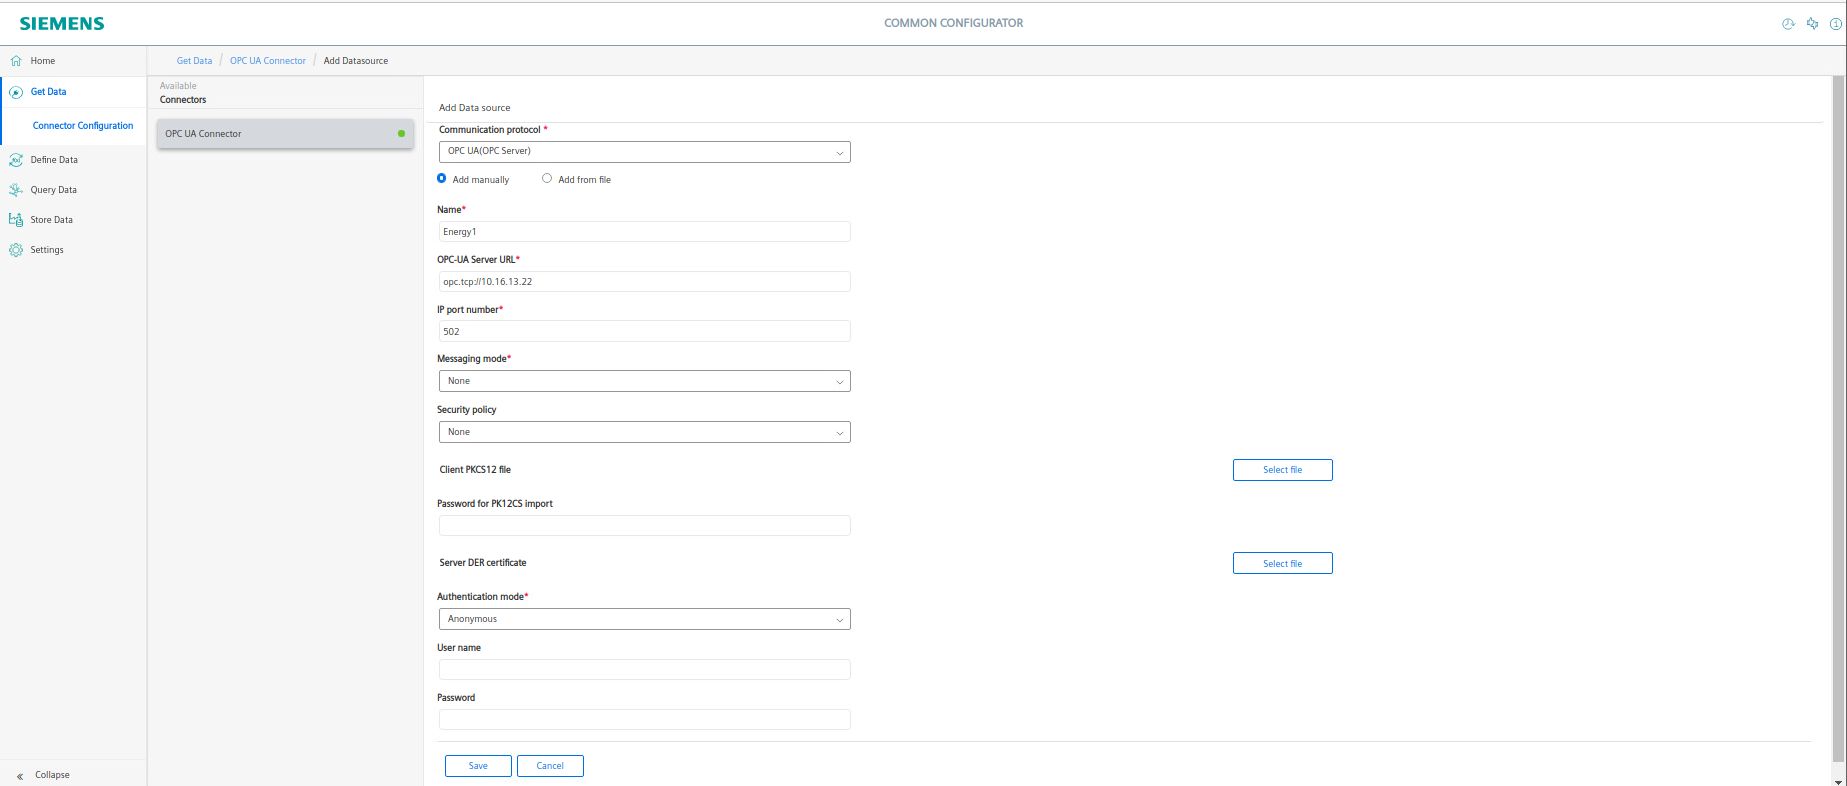 SIEMENS
COMMON CONFIGURATOR
Home
Get Data
Connector Configuration
Define Data
Query Data
Store Data
Settings
Collapse
Get Data / OPC UA Connector / Add Datasource
Available
Connectors
OPC UA Connector
Add Data source
Communication protocol *
OPC UA(OPC Server)
Add manually Add from file
Name*
Energy1
OPC-UA Server URL*
opc.tcp://10.16.13.22
IP port number*
502
Messaging mode*
None
Security policy
None
Client PKCS12 file Select file
Password for PK12CS import
Server DER certificate Select file
Authentication mode*
Anonymous
User name
Password
Save Cancel